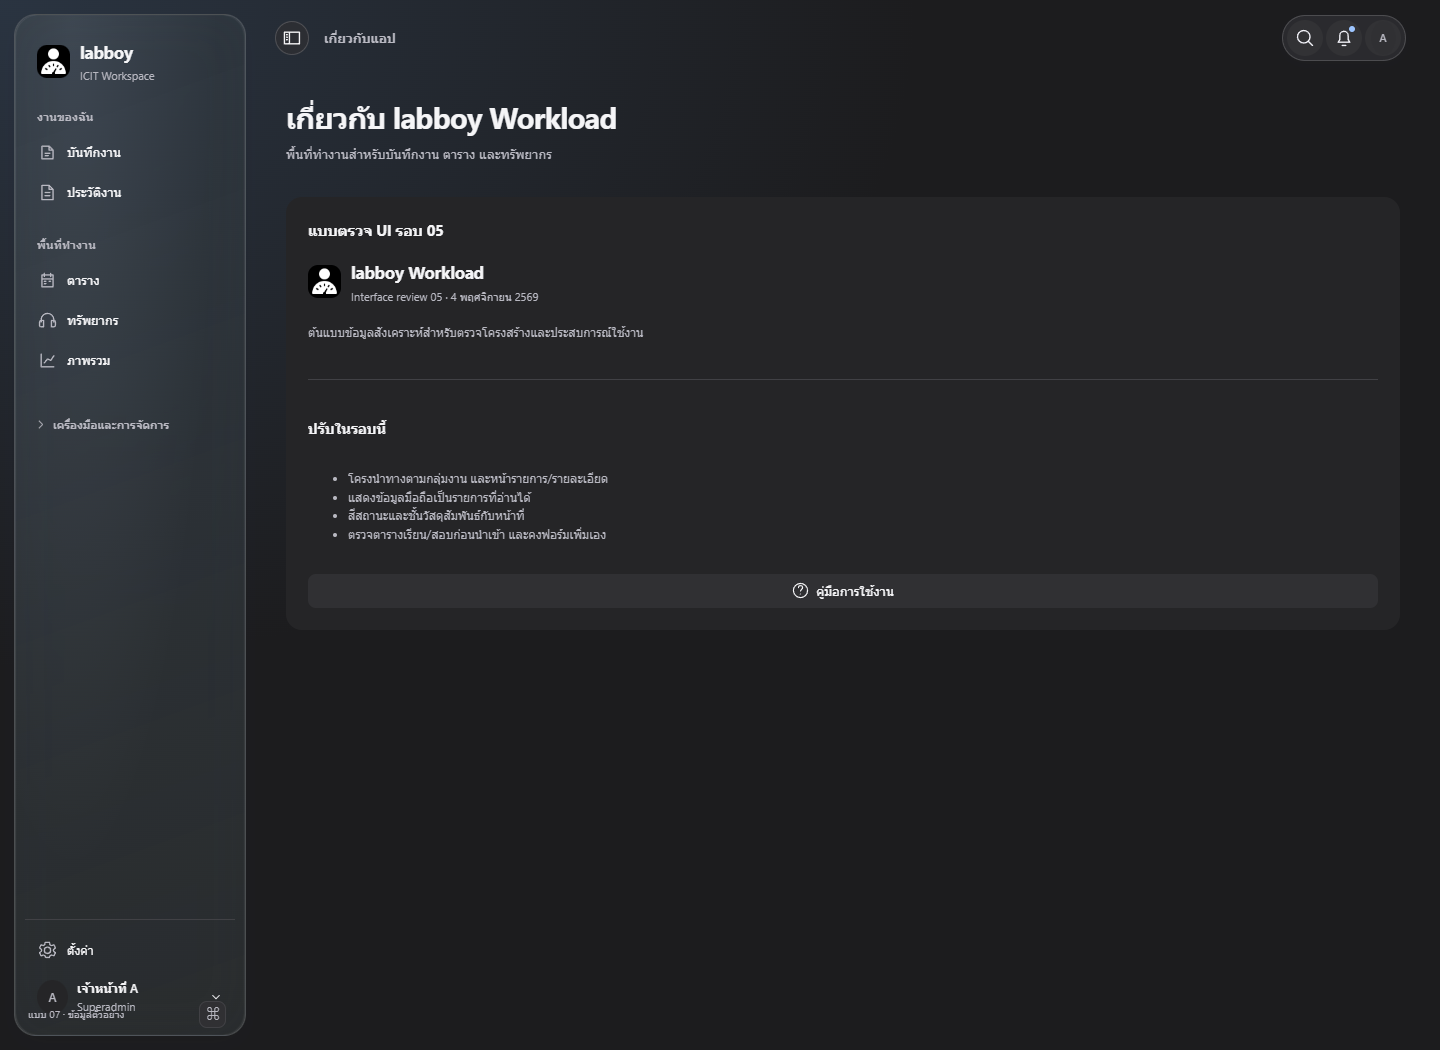 labboy
ICIT Workspace
งานของฉัน
บันทึกงาน
ประวัติงาน
พื้นที่ทำงาน
ตาราง
ทรัพยากร
ภาพรวม
เครื่องมือและการจัดการ
ตั้งค่า
A
เจ้าหน้าที่ A
Superadmin
แบบ 07 · ข้อมูลตัวอย่าง
⌘
เกี่ยวกับแอป
A
เกี่ยวกับ labboy Workload
พื้นที่ทำงานสำหรับบันทึกงาน ตาราง และทรัพยากร
แบบตรวจ UI รอบ 05
labboy Workload
Interface review 05 · 4 พฤศจิกายน 2569
ต้นแบบข้อมูลสังเคราะห์สำหรับตรวจโครงสร้างและประสบการณ์ใช้งาน
ปรับในรอบนี้
• โครงนำทางตามกลุ่มงาน และหน้ารายการ/รายละเอียด
• แสดงข้อมูลมือถือเป็นรายการที่อ่านได้
• สีสถานะและชั้นวัสดุสัมพันธ์กับหน้าที่
• ตรวจตารางเรียน/สอบก่อนนำเข้า และคงฟอร์มเพิ่มเอง
คู่มือการใช้งาน